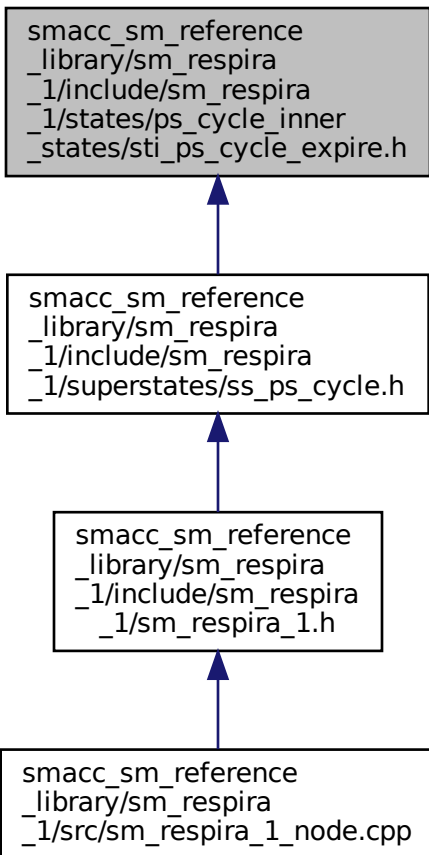 smacc_sm_reference
_library/sm_respira
_1/include/sm_respira
_1/states/ps_cycle_inner
_states/sti_ps_cycle_expire.h
smacc_sm_reference
_library/sm_respira
_1/include/sm_respira
_1/superstates/ss_ps_cycle.h
smacc_sm_reference
_library/sm_respira
_1/include/sm_respira
_1/sm_respira_1.h
smacc_sm_reference
_library/sm_respira
_1/src/sm_respira_1_node.cpp